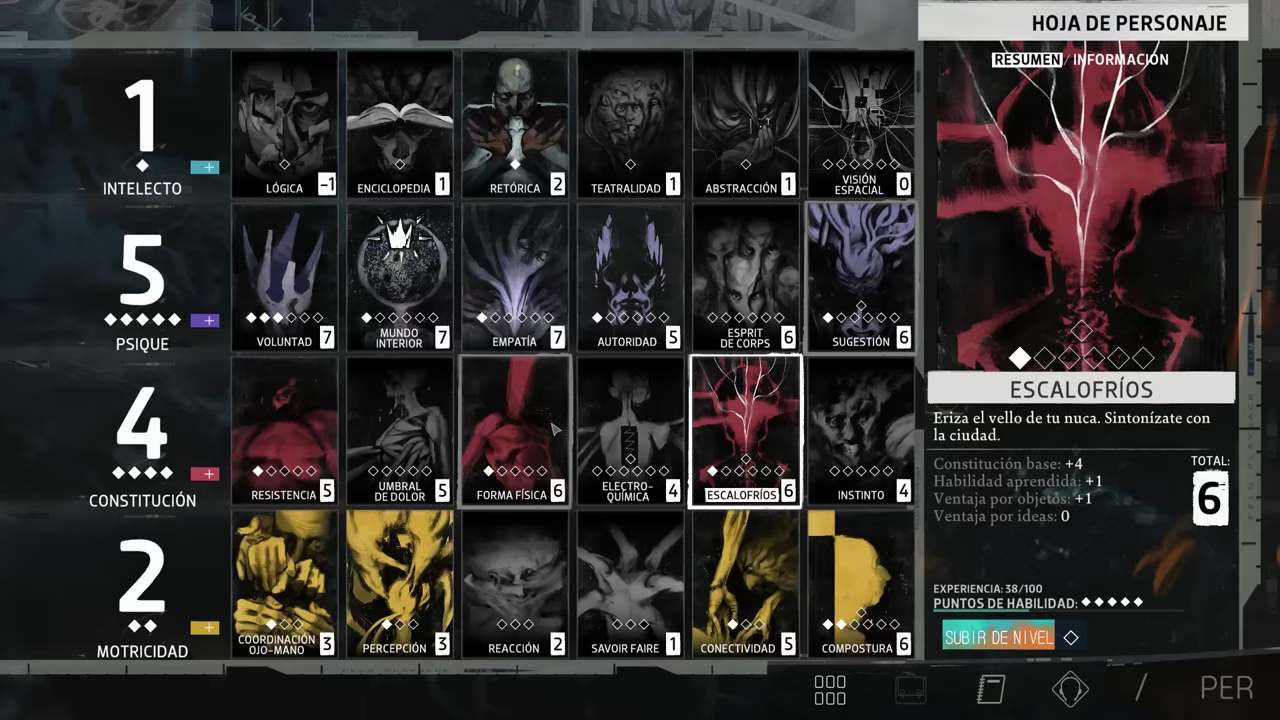 HOJA DE PERSONAJE
RESUMEN / INFORMACIÓN
1
INTELECTO
+
LÓGICA -1
ENCICLOPEDIA 1
RETÓRICA 2
TEATRALIDAD 1
ABSTRACCIÓN 1
VISIÓN
ESPACIAL 0
5
PSIQUE
+
VOLUNTAD 7
MUNDO
INTERIOR 7
EMPATÍA 7
AUTORIDAD 5
ESPRIT
DE CORPS 6
SUGESTIÓN 6
4
CONSTITUCIÓN
+
RESISTENCIA 5
UMBRAL
DE DOLOR 5
FORMA FÍSICA 6
ELECTRO-
QUÍMICA 4
ESCALOFRÍOS 6
INSTINTO 4
2
MOTRICIDAD
+
COORDINACIÓN
OJO-MANO 3
PERCEPCIÓN 3
REACCIÓN 2
SAVOIR FAIRE 1
CONECTIVIDAD 5
COMPOSTURA 6
ESCALOFRÍOS
Eriza el vello de tu nuca. Sintonízate con
la ciudad.
Constitución base: +4
Habilidad aprendida: +1
Ventaja por objetos: +1
Ventaja por ideas: 0
TOTAL:
6
EXPERIENCIA: 38/100
PUNTOS DE HABILIDAD:
SUBIR DE NIVEL
/ PER